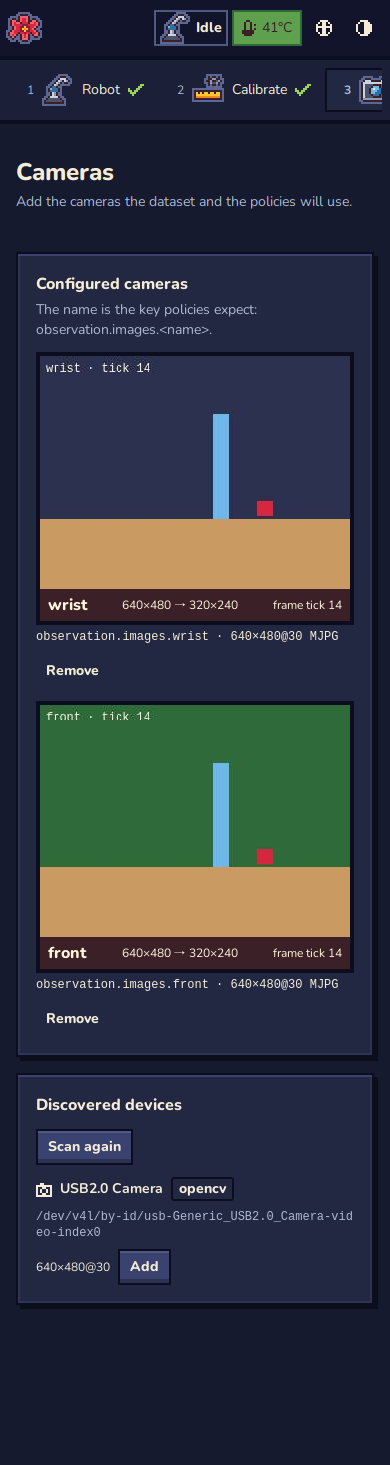 Idle
41°C
1 Robot
2 Calibrate
3
Cameras
Add the cameras the dataset and the policies will use.
Configured cameras
The name is the key policies expect:
observation.images.<name>.
wrist · tick 14
wrist 640×480 → 320×240 frame tick 14
observation.images.wrist · 640×480@30 MJPG
Remove
front · tick 14
front 640×480 → 320×240 frame tick 14
observation.images.front · 640×480@30 MJPG
Remove
Discovered devices
Scan again
USB2.0 Camera opencv
/dev/v4l/by-id/usb-Generic_USB2.0_Camera-vid
eo-index0
640×480@30 Add